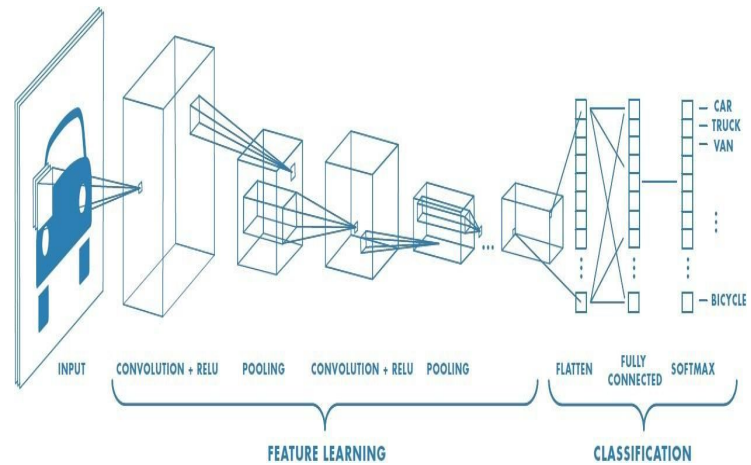 CAR
TRUCK
VAN
BICYCLE
INPUT
CONVOLUTION + RELU
POOLING
CONVOLUTION + RELU
POOLING
FLATTEN
FULLY
CONNECTED
SOFTMAX
FEATURE LEARNING
CLASSIFICATION